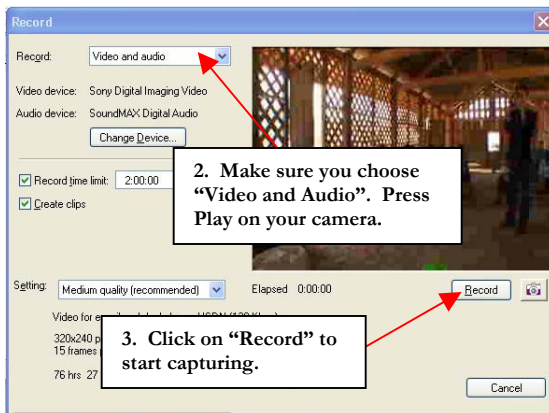 Record
Record: Video and audio
Video device: Sony Digital Imaging Video
Audio device: SoundMAX Digital Audio
Change Device...
2. Make sure you choose
“Video and Audio”. Press
Play on your camera.
Record time limit: 2:00:00
Create clips
Setting: Medium quality (recommended)
Elapsed 0:00:00
Record
Video for
320x240
15 frames
76 hrs 27
3. Click on “Record” to
start capturing.
Cancel